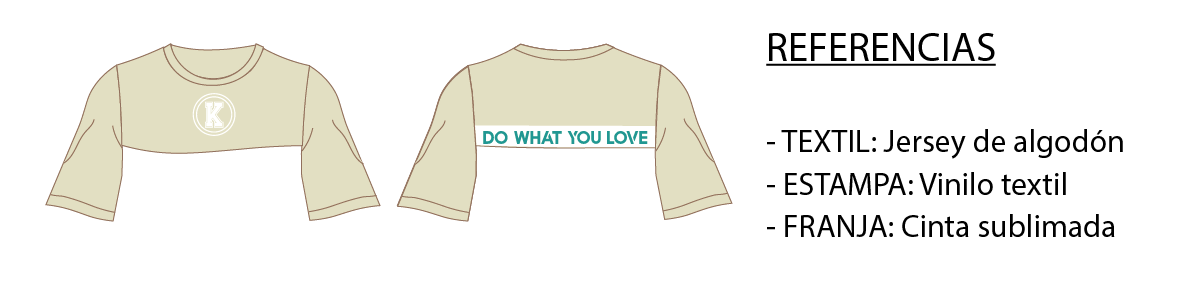 K
DO WHAT YOU LOVE
REFERENCIAS
- TEXTIL: Jersey de algodón
- ESTAMPA: Vinilo textil
- FRANJA: Cinta sublimada